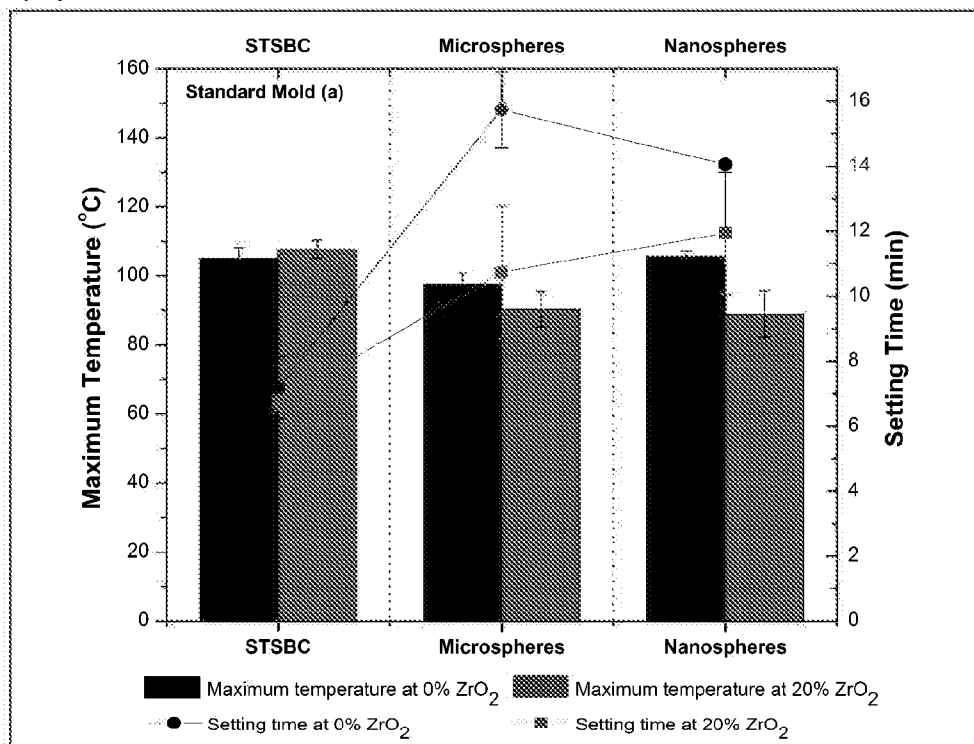 STSBC Microspheres Nanospheres
Standard Mold (a)
160
140
120
100
80
60
40
20
0
Maximum Temperature (°C)
16
14
12
10
8
6
4
2
0
Setting Time (min)
STSBC Microspheres Nanospheres
Maximum temperature at 0% ZrO2 Maximum temperature at 20% ZrO2
Setting time at 0% ZrO2 Setting time at 20% ZrO2